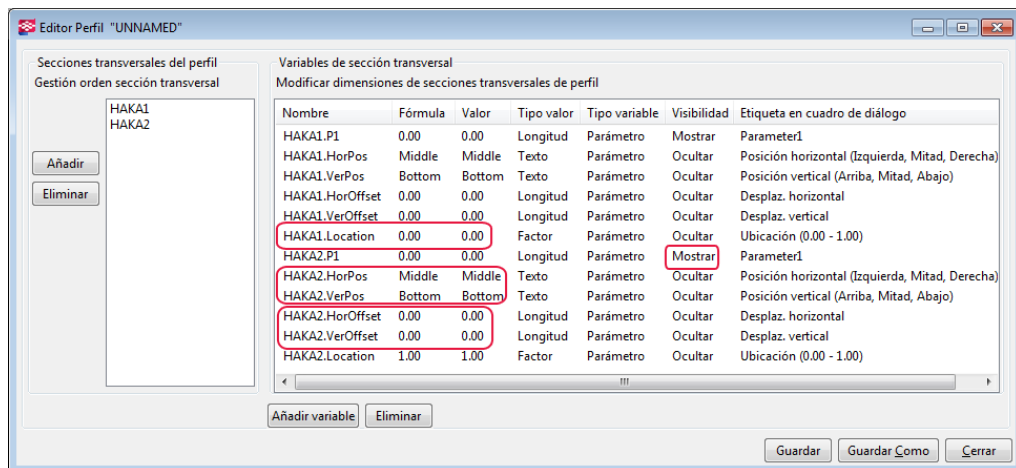 Editor Perfil "UNNAMED"
Secciones transversales del perfil
Gestión orden sección transversal
HAKA1
HAKA2
Añadir
Eliminar
Variables de sección transversal
Modificar dimensiones de secciones transversales de perfil
Nombre Fórmula Valor Tipo valor Tipo variable Visibilidad Etiqueta en cuadro de diálogo
HAKA1.P1 0.00 0.00 Longitud Parámetro Mostrar Parameter1
HAKA1.HorPos Middle Middle Texto Parámetro Ocultar Posición horizontal (Izquierda, Mitad, Derecha)
HAKA1.VerPos Bottom Bottom Texto Parámetro Ocultar Posición vertical (Arriba, Mitad, Abajo)
HAKA1.HorOffset 0.00 0.00 Longitud Parámetro Ocultar Desplaz. horizontal
HAKA1.VerOffset 0.00 0.00 Longitud Parámetro Ocultar Desplaz. vertical
HAKA1.Location 0.00 0.00 Factor Parámetro Ocultar Ubicación (0.00 - 1.00)
HAKA2.P1 0.00 0.00 Longitud Parámetro Mostrar Parameter1
HAKA2.HorPos Middle Middle Texto Parámetro Ocultar Posición horizontal (Izquierda, Mitad, Derecha)
HAKA2.VerPos Bottom Bottom Texto Parámetro Ocultar Posición vertical (Arriba, Mitad, Abajo)
HAKA2.HorOffset 0.00 0.00 Longitud Parámetro Ocultar Desplaz. horizontal
HAKA2.VerOffset 0.00 0.00 Longitud Parámetro Ocultar Desplaz. vertical
HAKA2.Location 1.00 1.00 Factor Parámetro Ocultar Ubicación (0.00 - 1.00)
Añadir variable Eliminar
Guardar Guardar Como Cerrar